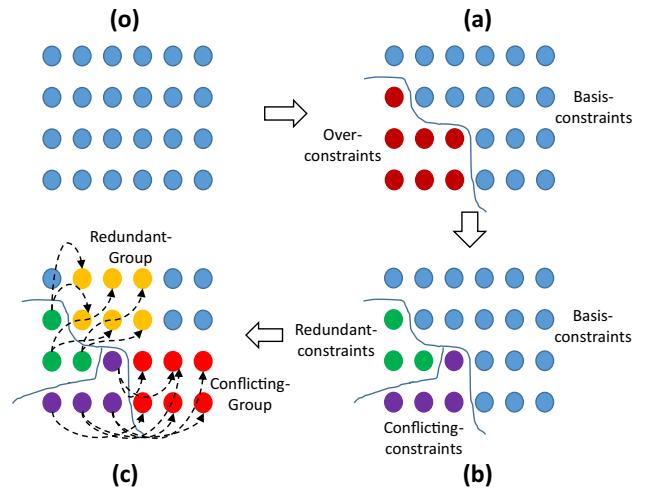 (o)
(a)
Basis-
constraints
Over-
constraints
Redundant-
Group
Conflicting-
Group
(c)
Redundant-
constraints
Basis-
constraints
Conflicting-
constraints
(b)